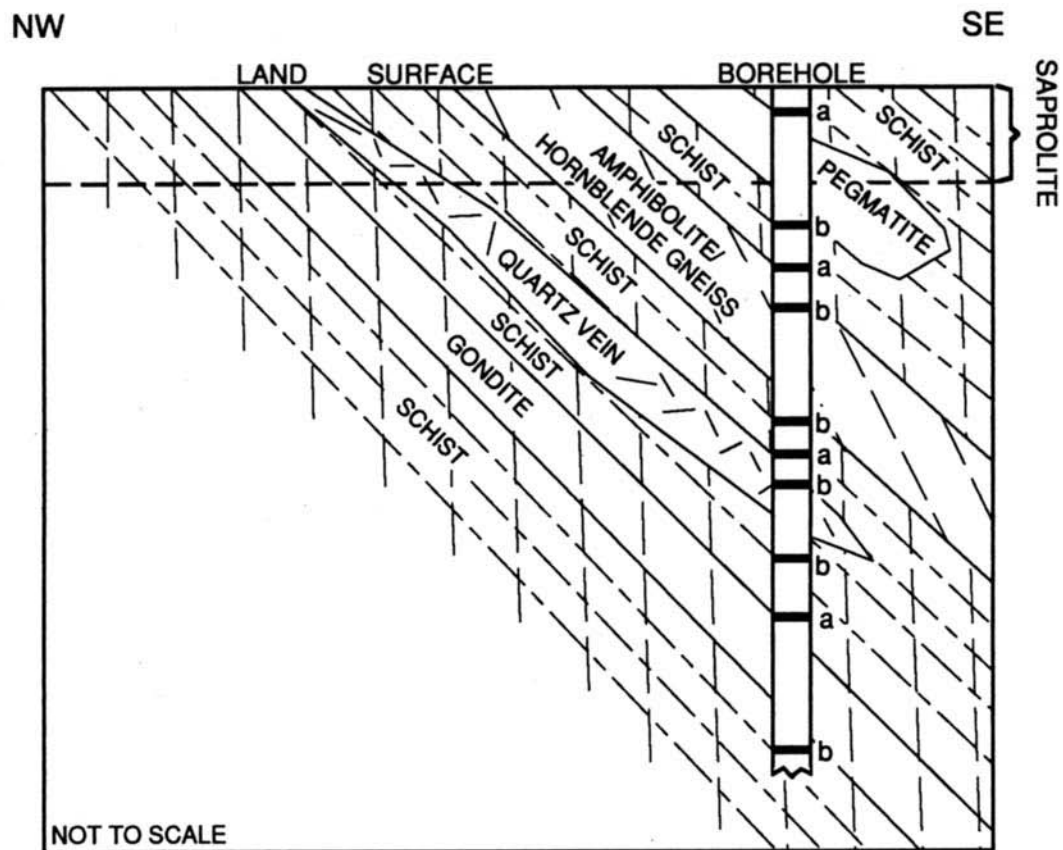 NW
SE
LAND SURFACE
BOREHOLE
SAPROLITE
a
SCHIST
SCHIST
AMPHIBOLITE/
HORNBLENDE GNEISS
PEGMATITE
b
a
SCHIST
b
QUARTZ VEIN
SCHIST
GONDITE
SCHIST
b
a
b
b
a
b
NOT TO SCALE